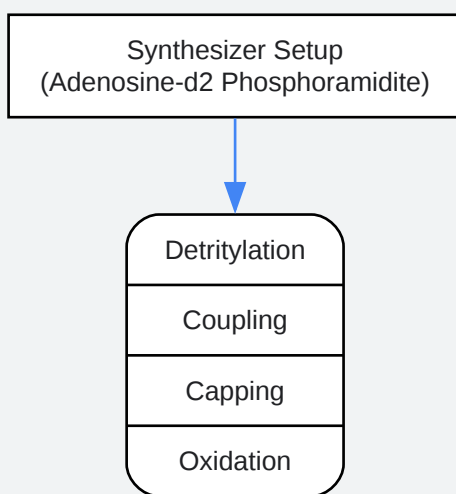 Synthesizer Setup
(Adenosine-d2 Phosphoramidite)
Detritylation
Coupling
Capping
Oxidation